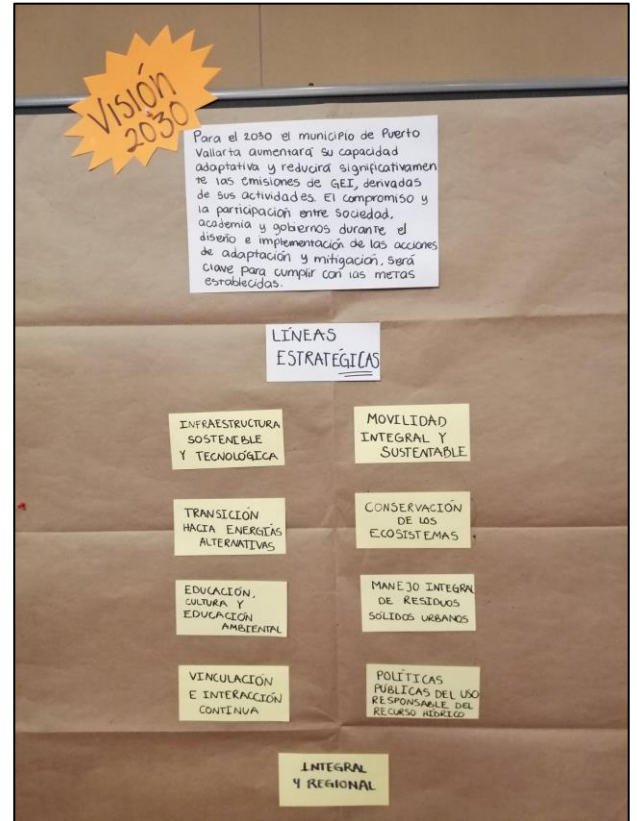 Visión
2030
Para el 2030 el municipio de Puerto
Vallarta aumentará su capacidad
adaptativa y reducirá significativamen
te las emisiones de GEI, derivadas
de sus actividades. El compromiso y
la participación entre sociedad,
academia y gobiernos durante el
diseño e implementación de las acciones
de adaptación y mitigación, será
clave para cumplir con las metas
establecidas.
LÍNEAS
ESTRATÉGICAS
INFRAESTRUCTURA
SOSTENIBLE
Y TECNOLÓGICA
MOVILIDAD
INTEGRAL Y
SUSTENTABLE
TRANSICIÓN
HACIA ENERGÍAS
ALTERNATIVAS
CONSERVACIÓN
DE LOS
ECOSISTEMAS
EDUCACIÓN,
CULTURA Y
EDUCACIÓN
AMBIENTAL
MANEJO INTEGRAL
DE RESIDUOS
SÓLIDOS URBANOS
VINCULACIÓN
E INTERACCIÓN
CONTINUA
POLÍTICAS
PÚBLICAS DEL USO
RESPONSABLE DEL
RECURSO HÍDRICO
INTEGRAL
Y REGIONAL